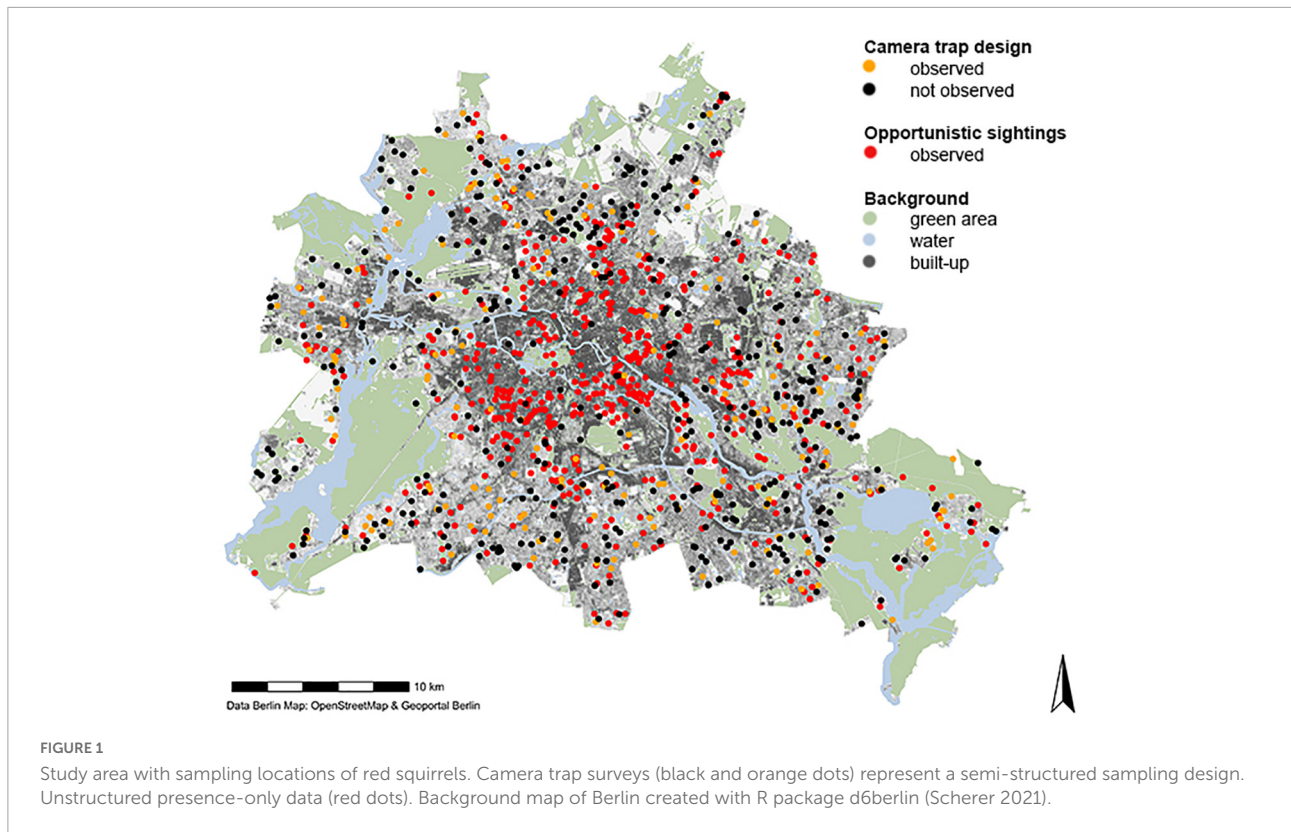 Camera trap design
observed
not observed
Opportunistic sightings
observed
Background
green area
water
built-up
10 km
Data Berlin Map: OpenStreetMap & Geoportal Berlin
FIGURE 1
Study area with sampling locations of red squirrels. Camera trap surveys (black and orange dots) represent a semi-structured sampling design.
Unstructured presence-only data (red dots). Background map of Berlin created with R package d6berlin (Scherer 2021).